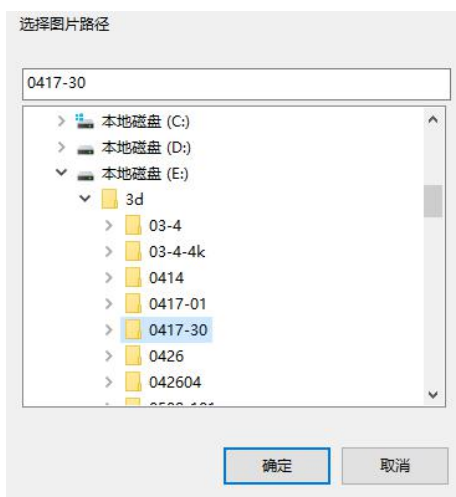 选择图片路径
0417-30
本地磁盘 (C:)
本地磁盘 (D:)
本地磁盘 (E:)
3d
03-4
03-4-4k
0414
0417-01
0417-30
0426
042604
确定
取消